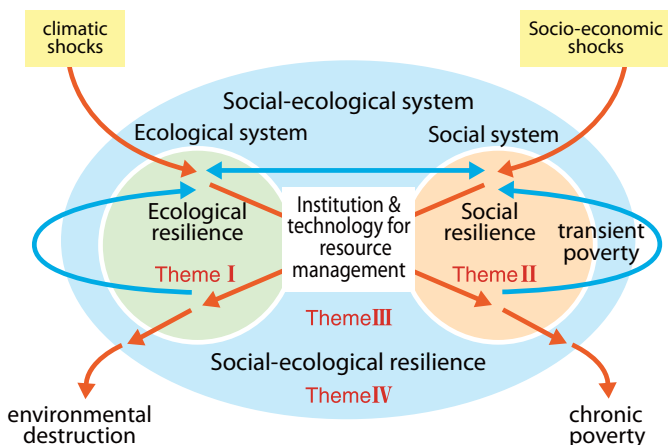 climatic
shocks
Socio-economic
shocks
Social-ecological system
Ecological system
Social system
Ecological
resilience
Theme I
Institution &
technology for
resource
management
Social
resilience
Theme II
transient
poverty
Theme III
Social-ecological resilience
Theme IV
environmental
destruction
chronic
poverty